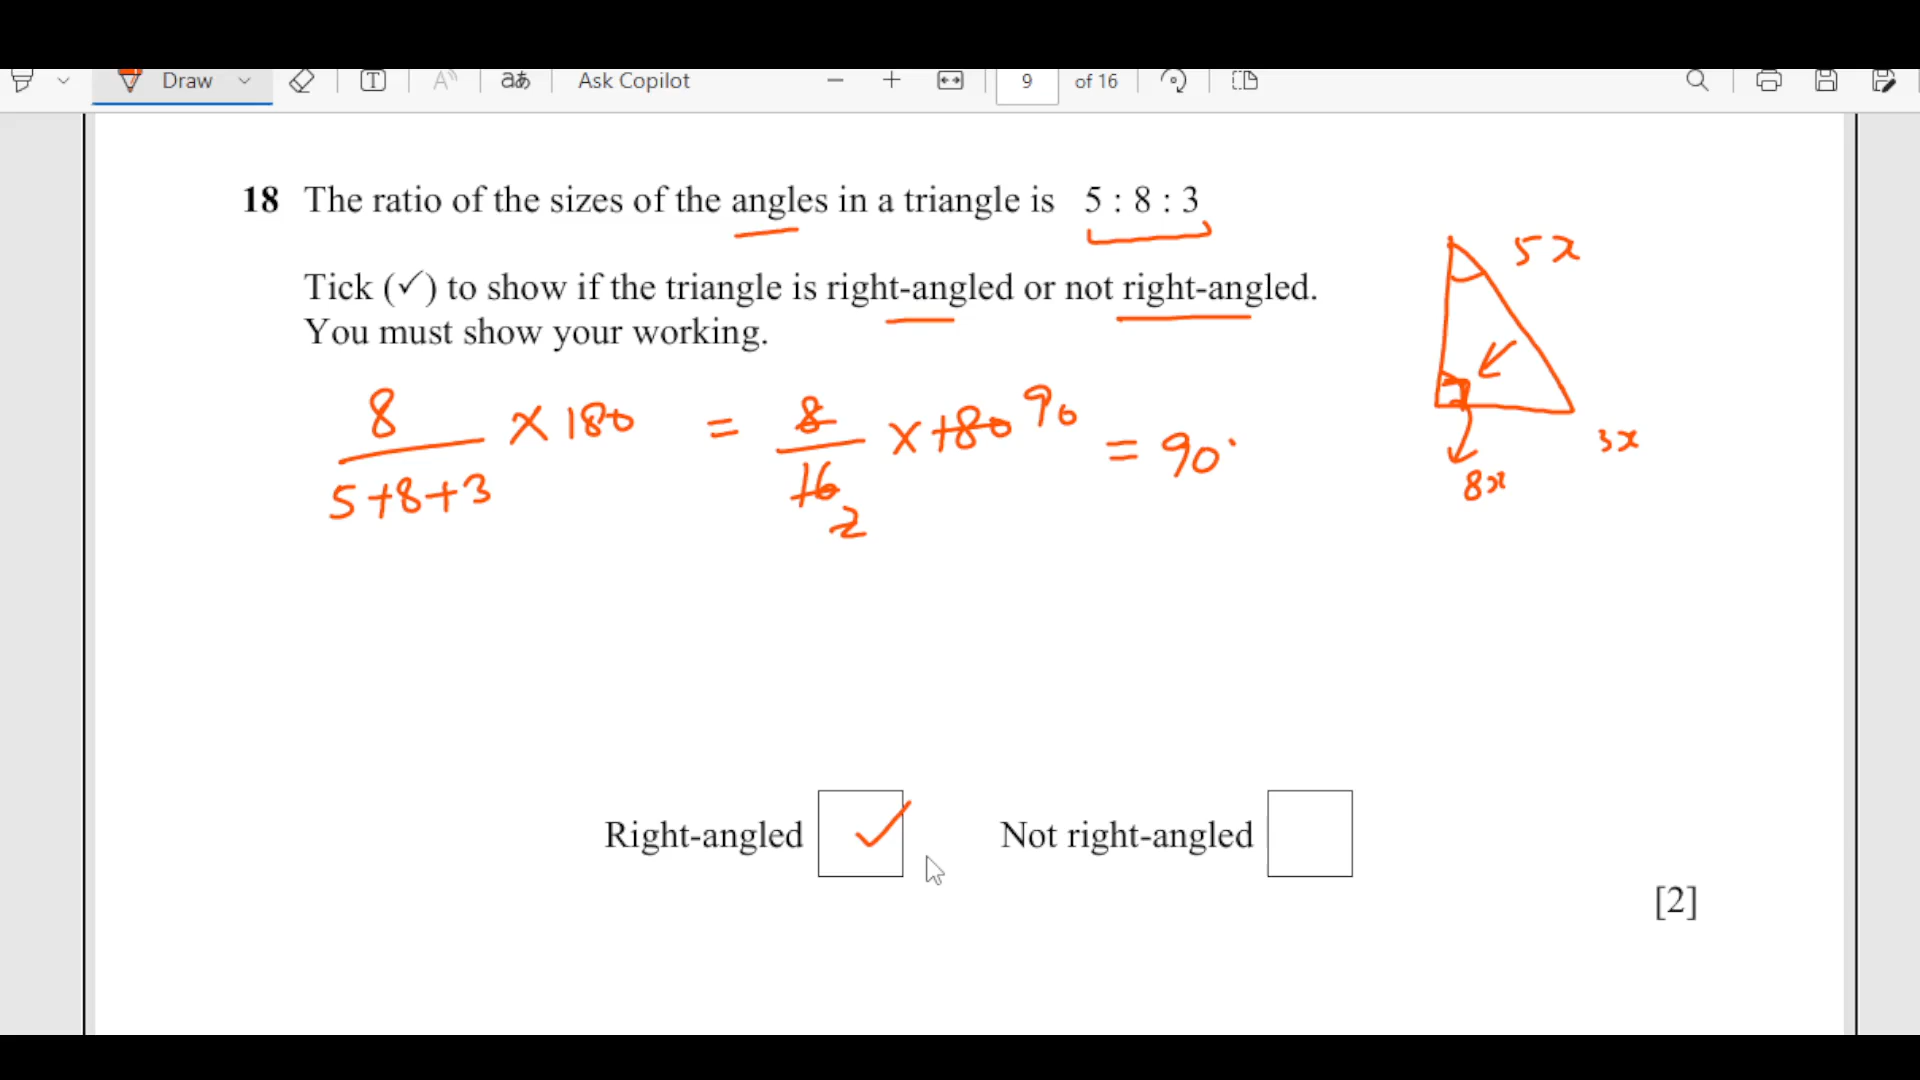 Draw
aあ
Ask Copilot
9 of 16
18 The ratio of the sizes of the angles in a triangle is 5 : 8 : 3
Tick (✓) to show if the triangle is right-angled or not right-angled.
You must show your working.
5x
3x
8x
8 / 5+8+3 × 180 = 8 / 16 2 × 180 90 = 90°
Right-angled ✓ Not right-angled
[2]